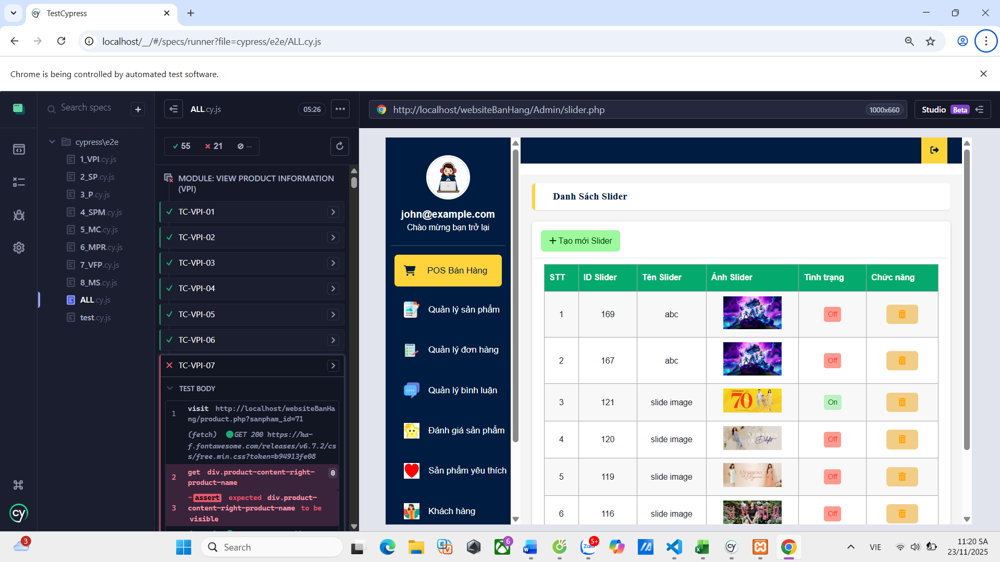 TestCypress
localhost/__/#/specs/runner?file=cypress/e2e/ALL.cy.js
Chrome is being controlled by automated test software.
Search specs
cypress\e2e
1_VPI.cy.js
2_SP.cy.js
3_P.cy.js
4_SPM.cy.js
5_MC.cy.js
6_MPR.cy.js
7_VFP.cy.js
8_MS.cy.js
ALL.cy.js
test.cy.js
cy
ALL.cy.js
05:26
55
21
--
MODULE: VIEW PRODUCT INFORMATION
(VPI)
TC-VPI-01
TC-VPI-02
TC-VPI-03
TC-VPI-04
TC-VPI-05
TC-VPI-06
TC-VPI-07
TEST BODY
1 visit http://localhost/websiteBanHa
ng/product.php?sanpham_id=71
(fetch) GET 200 https://ka-
f.fontawesome.com/releases/v6.7.2/cs
s/free.min.css?token=b94913fe08
2 get div.product-content-right-
product-name 0
3 -assert expected div.product-
content-right-product-name to be
visible
http://localhost/websiteBanHang/Admin/slider.php
1000x660
Studio Beta
john@example.com
Chào mừng bạn trở lại
POS Bán Hàng
Quản lý sản phẩm
Quản lý đơn hàng
Quản lý bình luận
Đánh giá sản phẩm
Sản phẩm yêu thích
Khách hàng
Danh Sách Slider
+ Tạo mới Slider
STT ID Slider Tên Slider Ảnh Slider Tình trạng Chức năng
1 169 abc Off
2 167 abc Off
3 121 slide image 70 On
4 120 slide image MOMENTS OF Delight Off
5 119 slide image A SYMPHONY OF Elegance Off
6 116 slide image Off
3
Search
6
Zalo
5+
cy
VIE
11:20 SA
23/11/2025